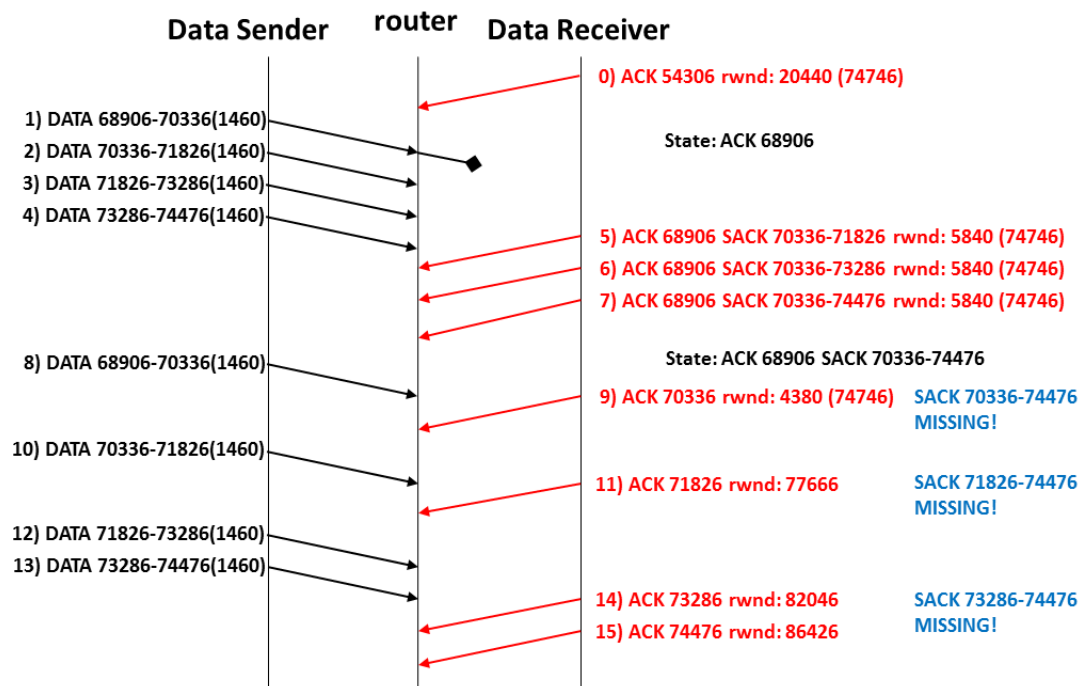 Data Sender router Data Receiver
0) ACK 54306 rwnd: 20440 (74746)
1) DATA 68906-70336(1460)
State: ACK 68906
2) DATA 70336-71826(1460)
3) DATA 71826-73286(1460)
4) DATA 73286-74476(1460)
5) ACK 68906 SACK 70336-71826 rwnd: 5840 (74746)
6) ACK 68906 SACK 70336-73286 rwnd: 5840 (74746)
7) ACK 68906 SACK 70336-74476 rwnd: 5840 (74746)
State: ACK 68906 SACK 70336-74476
8) DATA 68906-70336(1460)
9) ACK 70336 rwnd: 4380 (74746)
SACK 70336-74476
MISSING!
10) DATA 70336-71826(1460)
11) ACK 71826 rwnd: 77666
SACK 71826-74476
MISSING!
12) DATA 71826-73286(1460)
13) DATA 73286-74476(1460)
14) ACK 73286 rwnd: 82046
SACK 73286-74476
MISSING!
15) ACK 74476 rwnd: 86426